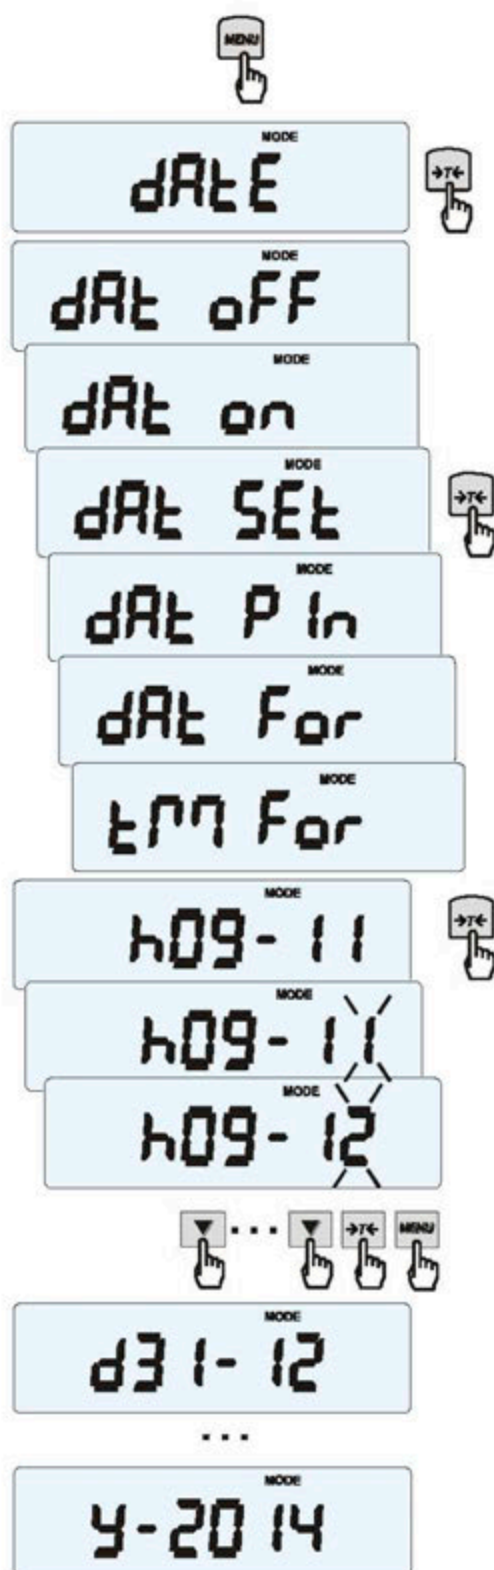 MENU
MODE
dAtE
→T←
MODE
dAt oFF
MODE
dAt on
MODE
dAt SEt
→T←
MODE
dAt PIn
MODE
dAt For
MODE
tM For
MODE
h09-11
→T←
MODE
h09-11
MODE
h09-12
▼ ... ▼ →T← MENU
MODE
d31-12
...
MODE
y-2014